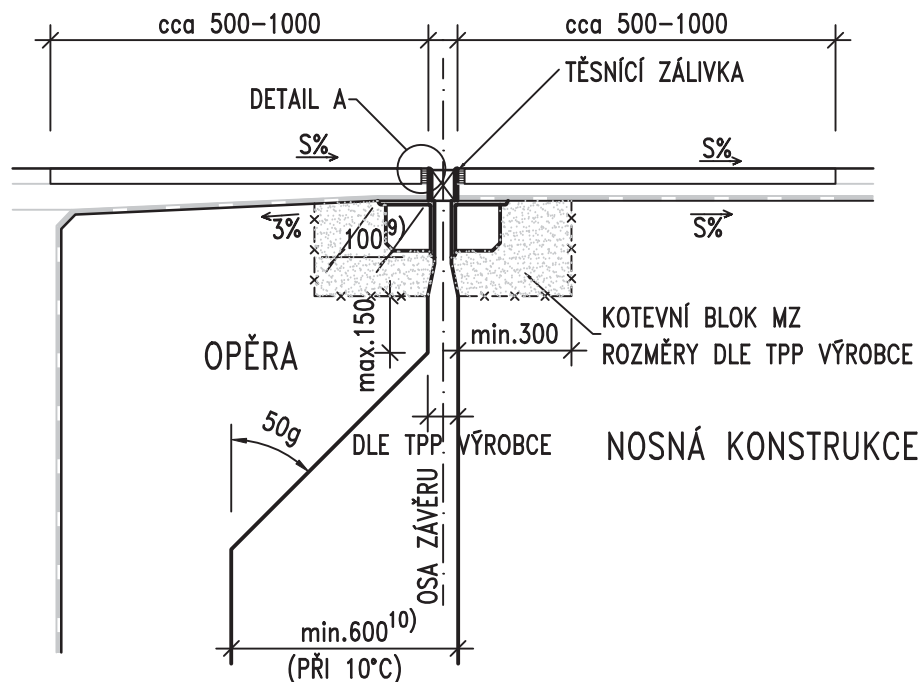 cca 500-1000
cca 500-1000
TĚSNÍCÍ ZÁLIVKA
DETAIL A
S%
S%
3%
100⁹⁾
S%
max.150
min.300
KOTEVNÍ BLOK MZ
ROZMĚRY DLE TPP VÝROBCE
OPĚRA
50g
DLE TPP VÝROBCE
NOSNÁ KONSTRUKCE
OSA ZÁVĚRU
min.600¹⁰⁾
(PŘI 10°C)